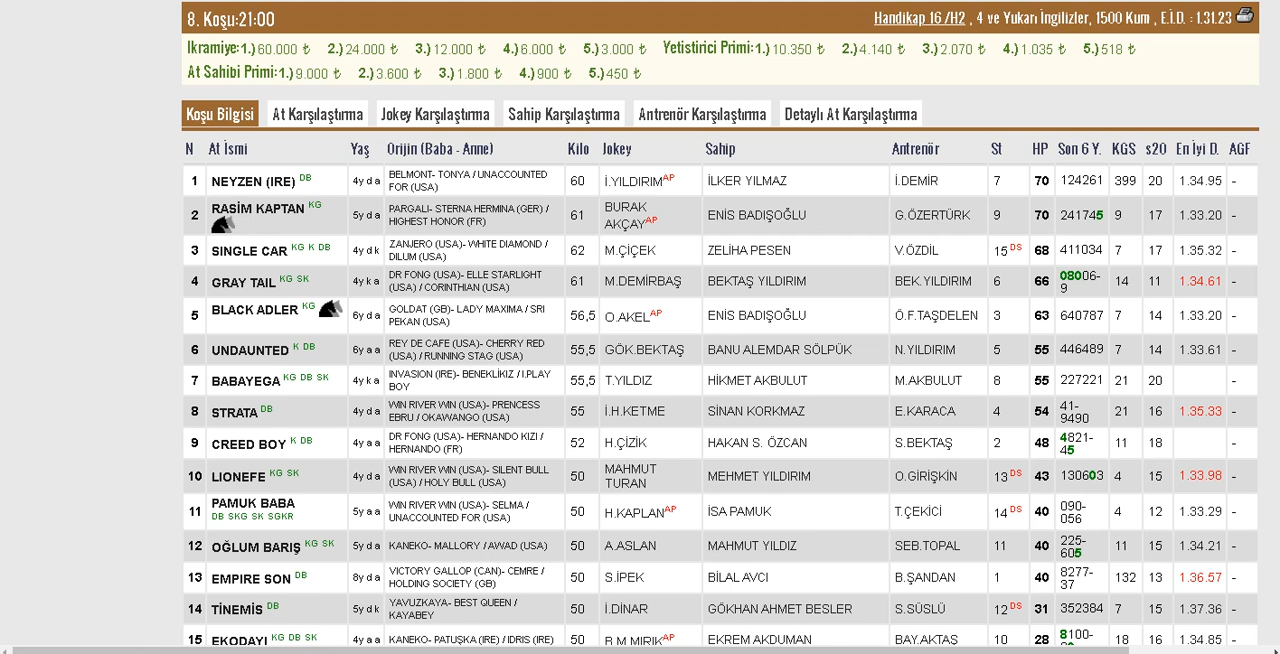 8. Koşu:21:00 Handikap 16 /H2 , 4 ve Yukarı İngilizler, 1500 Kum , E.İ.D. : 1.31.23
Ikramiye:1.) 60.000 ₺ 2.) 24.000 ₺ 3.) 12.000 ₺ 4.) 6.000 ₺ 5.) 3.000 ₺ Yetistirici Primi:1.) 10.350 ₺ 2.) 4.140 ₺ 3.) 2.070 ₺ 4.) 1.035 ₺ 5.) 518 ₺
At Sahibi Primi:1.) 9.000 ₺ 2.) 3.600 ₺ 3.) 1.800 ₺ 4.) 900 ₺ 5.) 450 ₺
Koşu Bilgisi At Karşılaştırma Jokey Karşılaştırma Sahip Karşılaştırma Antrenör Karşılaştırma Detaylı At Karşılaştırma
N At İsmi Yaş Orijin (Baba - Anne) Kilo Jokey Sahip Antrenör St HP Son 6 Y. KGS s20 En İyi D. AGF
1 NEYZEN (IRE) DB 4y d a BELMONT- TONYA / UNACCOUNTED FOR (USA) 60 İ.YILDIRIM AP İLKER YILMAZ İ.DEMİR 7 70 124261 399 20 1.34.95 -
2 RASİM KAPTAN KG 5y d a PARGALI- STERNA HERMINA (GER) / HIGHEST HONOR (FR) 61 BURAK AKÇAY AP ENİS BADIŞOĞLU G.ÖZERTÜRK 9 70 241745 9 17 1.33.20 -
3 SINGLE CAR KG K DB 4y d k ZANJERO (USA)- WHITE DIAMOND / DILUM (USA) 62 M.ÇİÇEK ZELİHA PESEN V.ÖZDİL 15 DS 68 411034 7 17 1.35.32 -
4 GRAY TAIL KG SK 4y k a DR FONG (USA)- ELLE STARLIGHT (USA) / CORINTHIAN (USA) 61 M.DEMİRBAŞ BEKTAŞ YILDIRIM BEK.YILDIRIM 6 66 08006-9 14 11 1.34.61 -
5 BLACK ADLER KG 6y d a GOLDAT (GB)- LADY MAXIMA / SRI PEKAN (USA) 56,5 O.AKEL AP ENİS BADIŞOĞLU Ö.F.TAŞDELEN 3 63 640787 7 14 1.33.20 -
6 UNDAUNTED K DB 6y a a REY DE CAFE (USA)- CHERRY RED (USA) / RUNNING STAG (USA) 55,5 GÖK.BEKTAŞ BANU ALEMDAR SÖLPÜK N.YILDIRIM 5 55 446489 7 14 1.33.61 -
7 BABAYEGA KG DB SK 4y k a INVASION (IRE)- BENEKLİKIZ / I.PLAY BOY 55,5 T.YILDIZ HİKMET AKBULUT M.AKBULUT 8 55 227221 21 20 -
8 STRATA DB 4y d a WIN RIVER WIN (USA)- PRENCESS EBRU / OKAWANGO (USA) 55 İ.H.KETME SİNAN KORKMAZ E.KARACA 4 54 41-9490 21 16 1.35.33 -
9 CREED BOY K DB 4y a a DR FONG (USA)- HERNANDO KIZI / HERNANDO (FR) 52 H.ÇİZİK HAKAN S. ÖZCAN S.BEKTAŞ 2 48 4821-45 11 18 -
10 LIONEFE KG SK 4y d a WIN RIVER WIN (USA)- SILENT BULL (USA) / HOLY BULL (USA) 50 MAHMUT TURAN MEHMET YILDIRIM O.GİRİŞKİN 13 DS 43 130603 4 15 1.33.98 -
11 PAMUK BABA DB SKG SK SGKR 5y a a WIN RIVER WIN (USA)- SELMA / UNACCOUNTED FOR (USA) 50 H.KAPLAN AP İSA PAMUK T.ÇEKİCİ 14 DS 40 090-056 4 12 1.33.29 -
12 OĞLUM BARIŞ KG SK 5y d a KANEKO- MALLORY / AWAD (USA) 50 A.ASLAN MAHMUT YILDIZ SEB.TOPAL 11 40 225-605 11 15 1.34.21 -
13 EMPIRE SON DB 8y d a VICTORY GALLOP (CAN)- CEMRE / HOLDING SOCIETY (GB) 50 S.İPEK BİLAL AVCI B.ŞANDAN 1 40 8277-37 132 13 1.36.57 -
14 TİNEMIS DB 5y d k YAVUZKAYA- BEST QUEEN / KAYABEY 50 İ.DİNAR GÖKHAN AHMET BESLER S.SÜSLÜ 12 DS 31 352384 7 15 1.37.36 -
15 EKODAYI KG DB SK 4y a a KANEKO- PATUŞKA (IRE) / IDRIS (IRE) 50 B.M.MIRIK AP EKREM AKDUMAN BAY.AKTAŞ 10 28 8100- 18 16 1.34.85 -